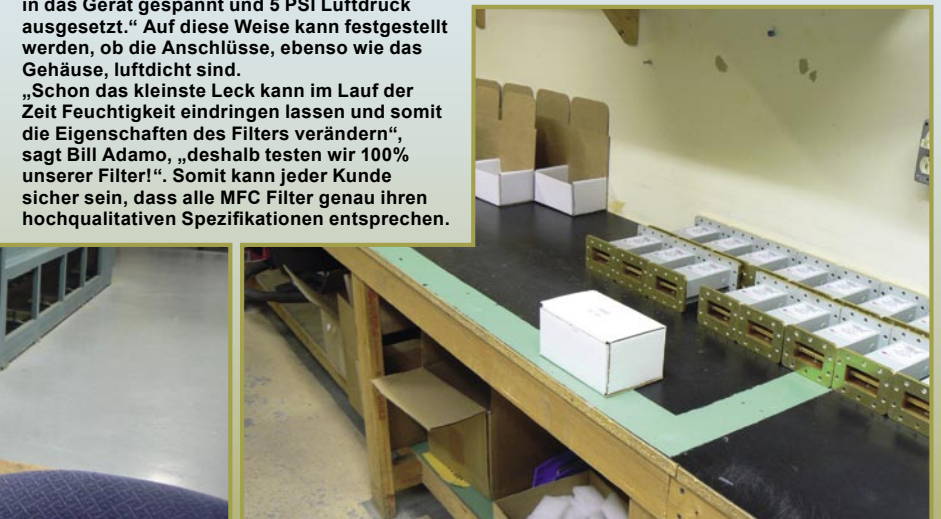 in das Gerät gespannt und 5 PSI Luftdruck
ausgesetzt.“ Auf diese Weise kann festgestellt
werden, ob die Anschlüsse, ebenso wie das
Gehäuse, luftdicht sind.
„Schon das kleinste Leck kann im Lauf der
Zeit Feuchtigkeit eindringen lassen und somit
die Eigenschaften des Filters verändern“,
sagt Bill Adamo, „deshalb testen wir 100%
unserer Filter!“. Somit kann jeder Kunde
sicher sein, dass alle MFC Filter genau ihren
hochqualitativen Spezifikationen entsprechen.